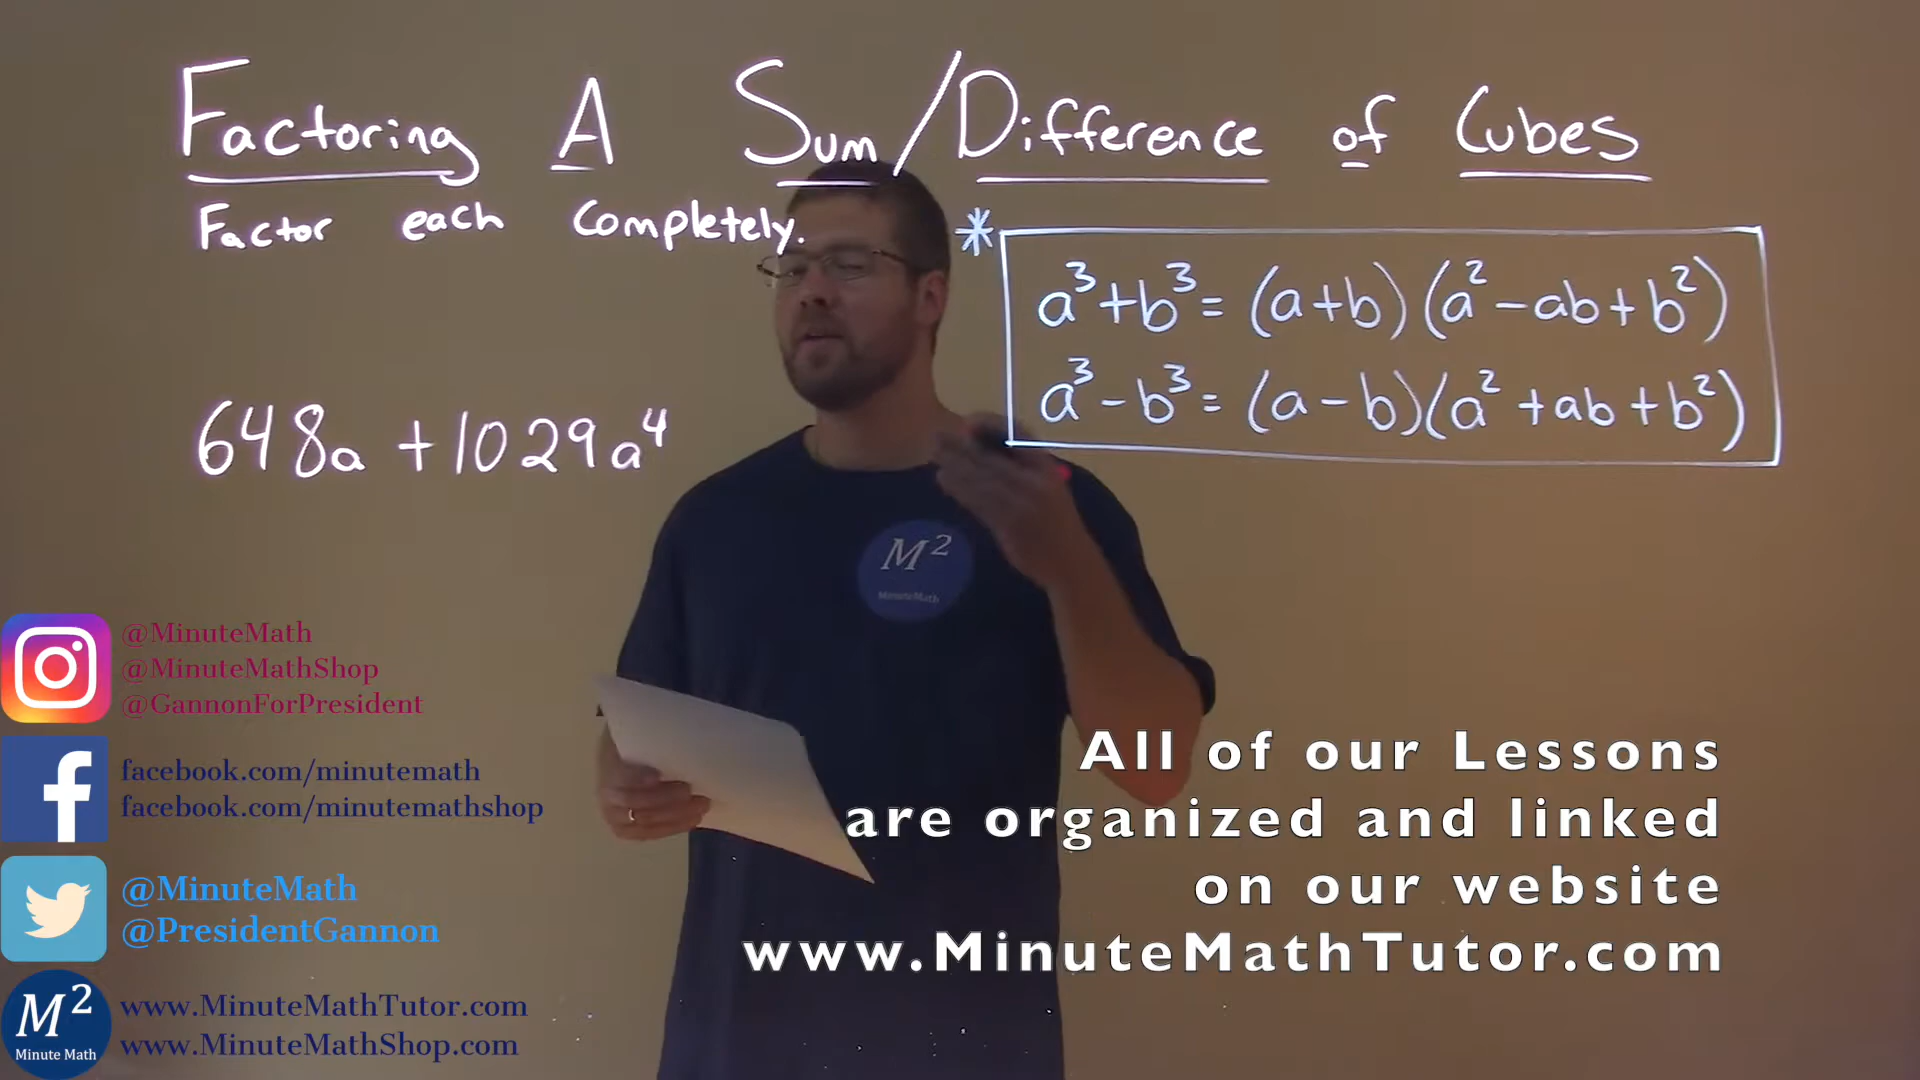 Factoring A Sum/Difference of Cubes
Factor each completely.
*
a³+b³= (a+b)(a²-ab+b²)
a³-b³= (a-b)(a²+ab+b²)
648a +1029a⁴
M²
MinuteMath
@MinuteMath
@MinuteMathShop
@GannonForPresident
facebook.com/minutemath
facebook.com/minutemathshop
@MinuteMath
@PresidentGannon
M²
Minute Math
www.MinuteMathTutor.com
www.MinuteMathShop.com
All of our Lessons
are organized and linked
on our website
www.MinuteMathTutor.com